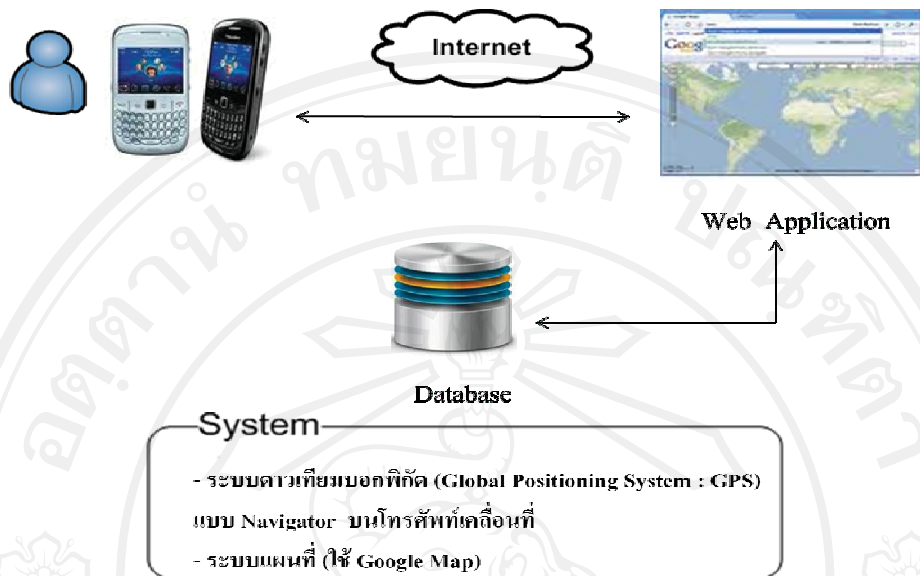 Internet
Web Application
Database
System
- ระบบดาวเทียมบอกพิกัด (Global Positioning System : GPS)
แบบ Navigator บนโทรศัพท์เคลื่อนที่
- ระบบแผนที่ (ใช้ Google Map)